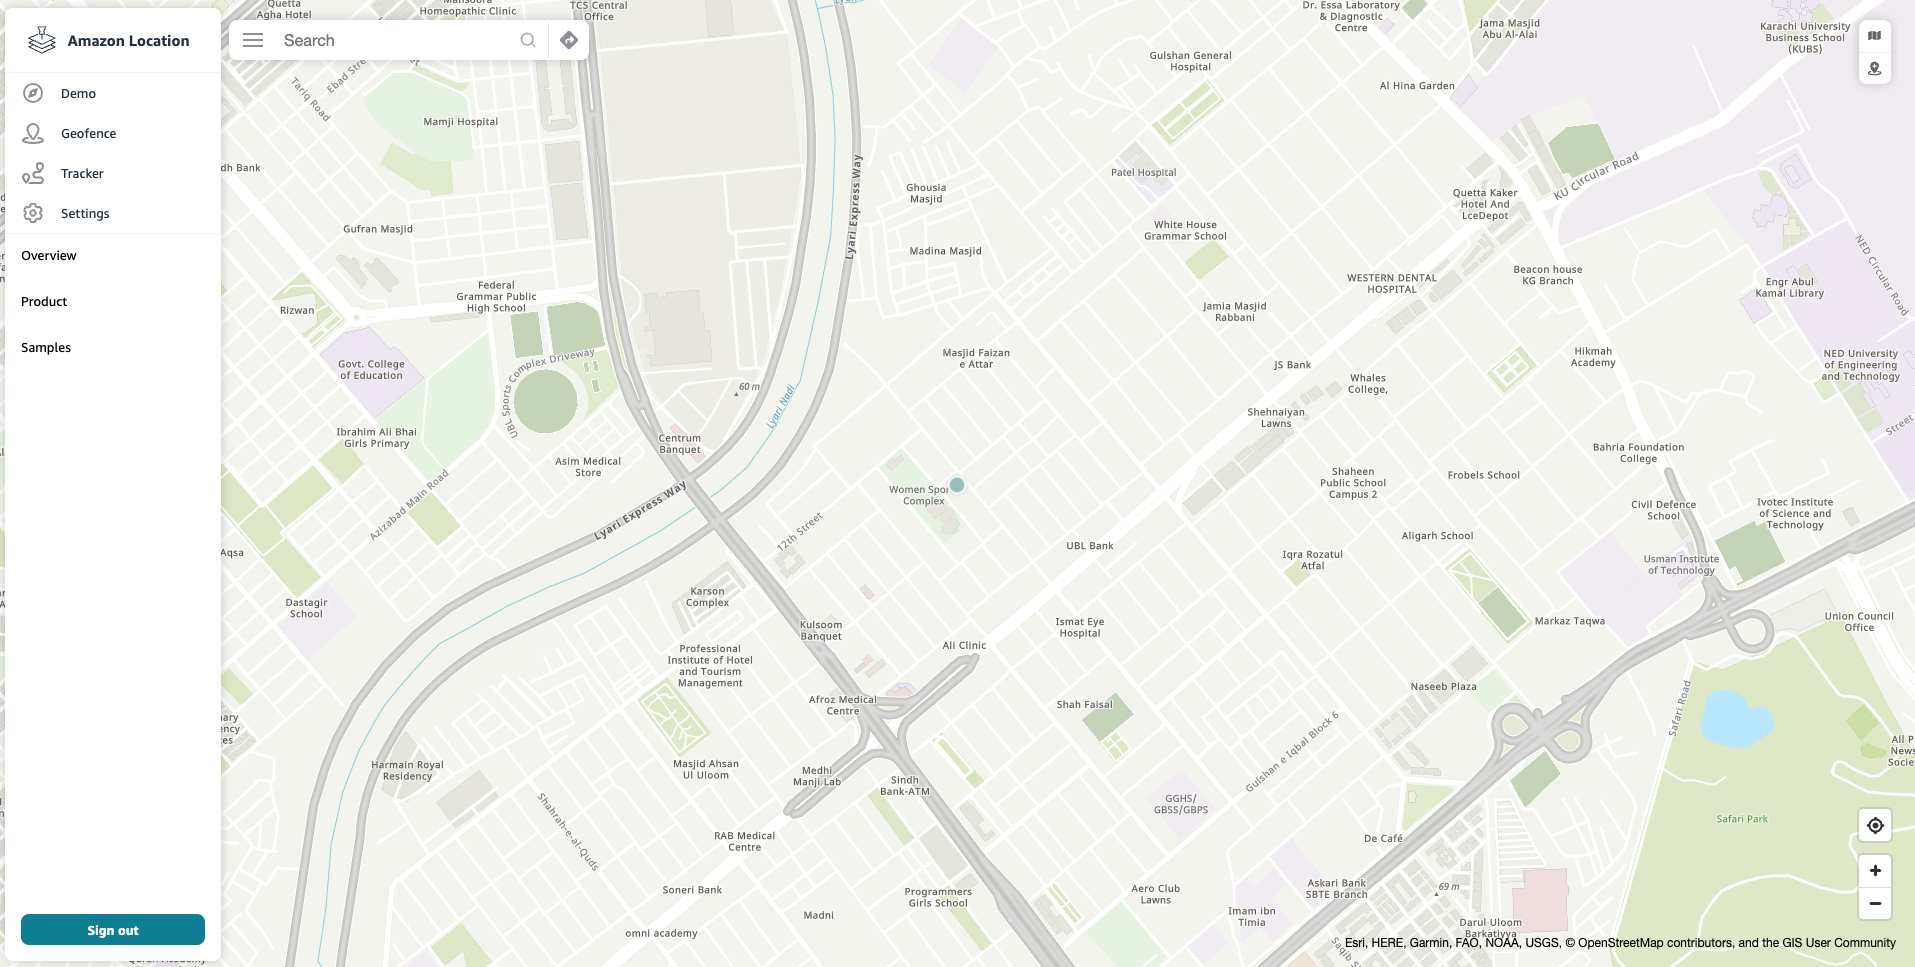 Amazon Location
Demo
Geofence
Tracker
Settings
Overview
Product
Samples
Sign out
Search
Quetta
Agha Hotel
Homeopathic Clinic
TCS Central
Office
Dr. Essa Laboratory
& Diagnostic
Centre
Jama Masjid
Abu Al-Alai
Karachi University
Business School
(KUBS)
Ebad Street
Tariq Road
Mamji Hospital
Gulshan General
Hospital
Al Hina Garden
dh Bank
Lyari Express Way
Ghousia
Masjid
Patel Hospital
KU Circular Road
Quetta Kaker
Hotel And
LceDepot
Gufran Masjid
White House
Grammar School
Madina Masjid
NED Circular Road
Federal
Grammar Public
High School
WESTERN DENTAL
HOSPITAL
Beacon house
KG Branch
Engr Abul
Kamal Library
Rizwan
Jamia Masjid
Rabbani
Govt. College
of Education
UBL Sports Complex Driveway
60 m
Lyari Nadi
Masjid Faizan
e Attar
JS Bank
Whales
College,
Hikmah
Academy
NED University
of Engineering
and Technology
Shehnaiyan
Lawns
Street
Ibrahim Ali Bhai
Girls Primary
Centrum
Banquet
Asim Medical
Store
Bahria Foundation
College
Azizabad Main Road
Lyari Express Way
Women Spor
Complex
Shaheen
Public School
Campus 2
Frobels School
Civil Defence
School
Ivotec Institute
of Science and
Technology
12th Street
UBL Bank
Iqra Rozatul
Atfal
Aligarh School
Usman Institute
of Technology
Aqsa
Dastagir
School
Karson
Complex
Kulsoom
Banquet
Ismat Eye
Hospital
Markaz Taqwa
Union Council
Office
Ali Clinic
Professional
Institute of Hotel
and Tourism
Management
Afroz Medical
Centre
Shah Faisal
Naseeb Plaza
Safari Road
Gulshan e Iqbal Block 6
Harmain Royal
Residency
Masjid Ahsan
Ul Uloom
Medhi
Manji Lab
Sindh
Bank-ATM
GGHS/
GBSS/GBPS
All P
News
Socie
Shahrah-e-al-Quds
RAB Medical
Centre
De Café
Safari Park
Soneri Bank
Programmers
Girls School
Aero Club
Lawns
Askari Bank
SBTE Branch
69 m
Madni
Imam ibn
Timia
Darul Uloom
Barkatiyya
omni academy
Saqib Sh
Esri, HERE, Garmin, FAO, NOAA, USGS, © OpenStreetMap contributors, and the GIS User Community